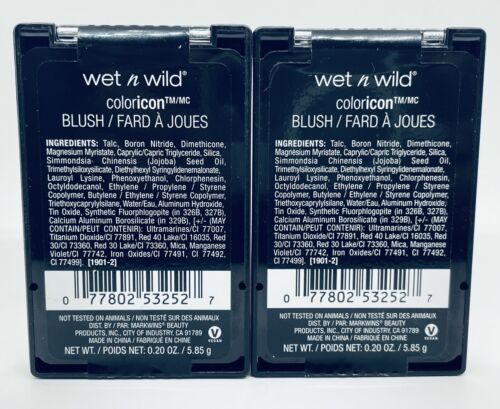 wet n wild®
coloricon™/MC
BLUSH / FARD À JOUES
INGREDIENTS: Talc, Boron Nitride, Dimethicone,
Magnesium Myristate, Caprylic/Capric Triglyceride, Silica,
Simmondsia Chinensis (Jojoba) Seed Oil,
Trimethylsiloxysilicate, Diethylhexyl Syringylidenemalonate,
Lauroyl Lysine, Phenoxyethanol, Chlorphenesin,
Octyldodecanol, Ethylene / Propylene / Styrene
Copolymer, Butylene / Ethylene / Styrene Copolymer,
Triethoxycaprylylsilane, Water/Eau, Aluminum Hydroxide,
Tin Oxide, Synthetic Fluorphlogopite (in 326B, 327B),
Calcium Aluminum Borosilicate (in 329B), [+/- (MAY
CONTAIN/PEUT CONTENIR): Ultramarines/CI 77007,
Titanium Dioxide/CI 77891, Red 40 Lake/CI 16035, Red
30/CI 73360, Red 30 Lake/CI 73360, Mica, Manganese
Violet/CI 77742, Iron Oxides/CI 77491, CI 77492,
CI 77499]. [1901-2]
0 77802 53252 7
NOT TESTED ON ANIMALS / NON TESTÉ SUR DES ANIMAUX
DIST. BY / PAR: MARKWINS® BEAUTY
PRODUCTS, INC., CITY OF INDUSTRY, CA 91789
MADE IN CHINA / FABRIQUÉ EN CHINE
V
VEGAN
NET WT. / POIDS NET: 0.20 OZ. / 5.85 g
wet n wild®
coloricon™/MC
BLUSH / FARD À JOUES
INGREDIENTS: Talc, Boron Nitride, Dimethicone,
Magnesium Myristate, Caprylic/Capric Triglyceride, Silica,
Simmondsia Chinensis (Jojoba) Seed Oil,
Trimethylsiloxysilicate, Diethylhexyl Syringylidenemalonate,
Lauroyl Lysine, Phenoxyethanol, Chlorphenesin,
Octyldodecanol, Ethylene / Propylene / Styrene
Copolymer, Butylene / Ethylene / Styrene Copolymer,
Triethoxycaprylylsilane, Water/Eau, Aluminum Hydroxide,
Tin Oxide, Synthetic Fluorphlogopite (in 326B, 327B),
Calcium Aluminum Borosilicate (in 329B), [+/- (MAY
CONTAIN/PEUT CONTENIR): Ultramarines/CI 77007,
Titanium Dioxide/CI 77891, Red 40 Lake/CI 16035, Red
30/CI 73360, Red 30 Lake/CI 73360, Mica, Manganese
Violet/CI 77742, Iron Oxides/CI 77491, CI 77492,
CI 77499]. [1901-2]
0 77802 53252 7
NOT TESTED ON ANIMALS / NON TESTÉ SUR DES ANIMAUX
DIST. BY / PAR: MARKWINS® BEAUTY
PRODUCTS, INC., CITY OF INDUSTRY, CA 91789
MADE IN CHINA / FABRIQUÉ EN CHINE
V
VEGAN
NET WT. / POIDS NET: 0.20 OZ. / 5.85 g